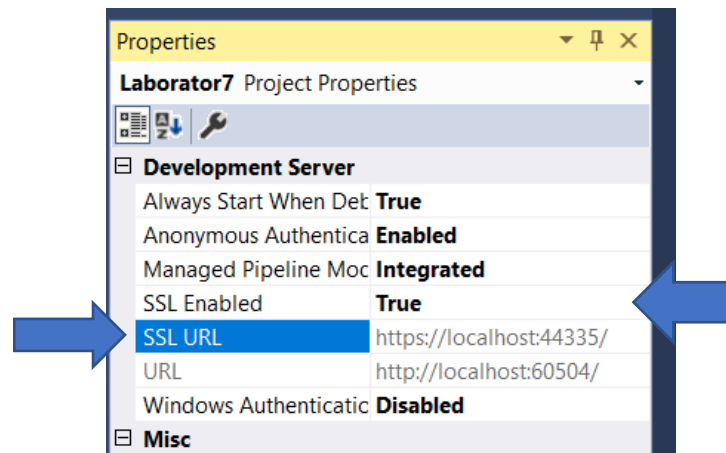 Properties
Laborator7 Project Properties
Development Server
Always Start When Deb True
Anonymous Authentica Enabled
Managed Pipeline Moc Integrated
SSL Enabled True
SSL URL https://localhost:44335/
URL http://localhost:60504/
Windows Authenticatic Disabled
Misc